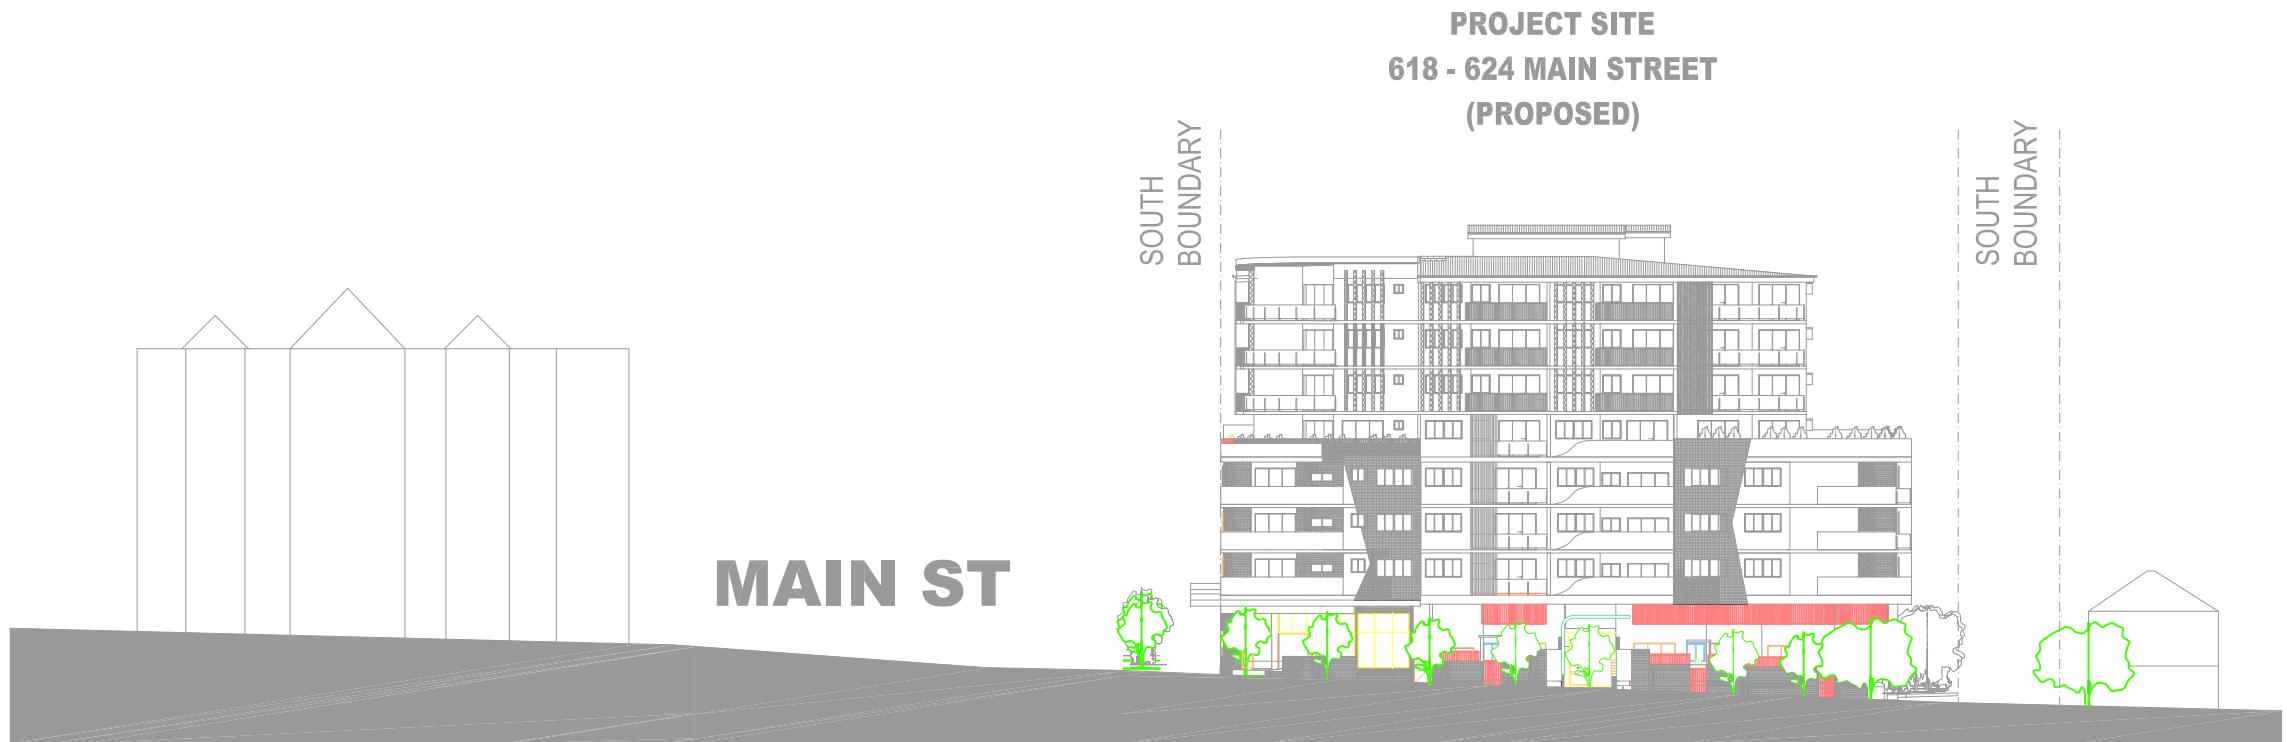 PROJECT SITE
618 - 624 MAIN STREET
(PROPOSED)
SOUTH
BOUNDARY
SOUTH
BOUNDARY
MAIN ST